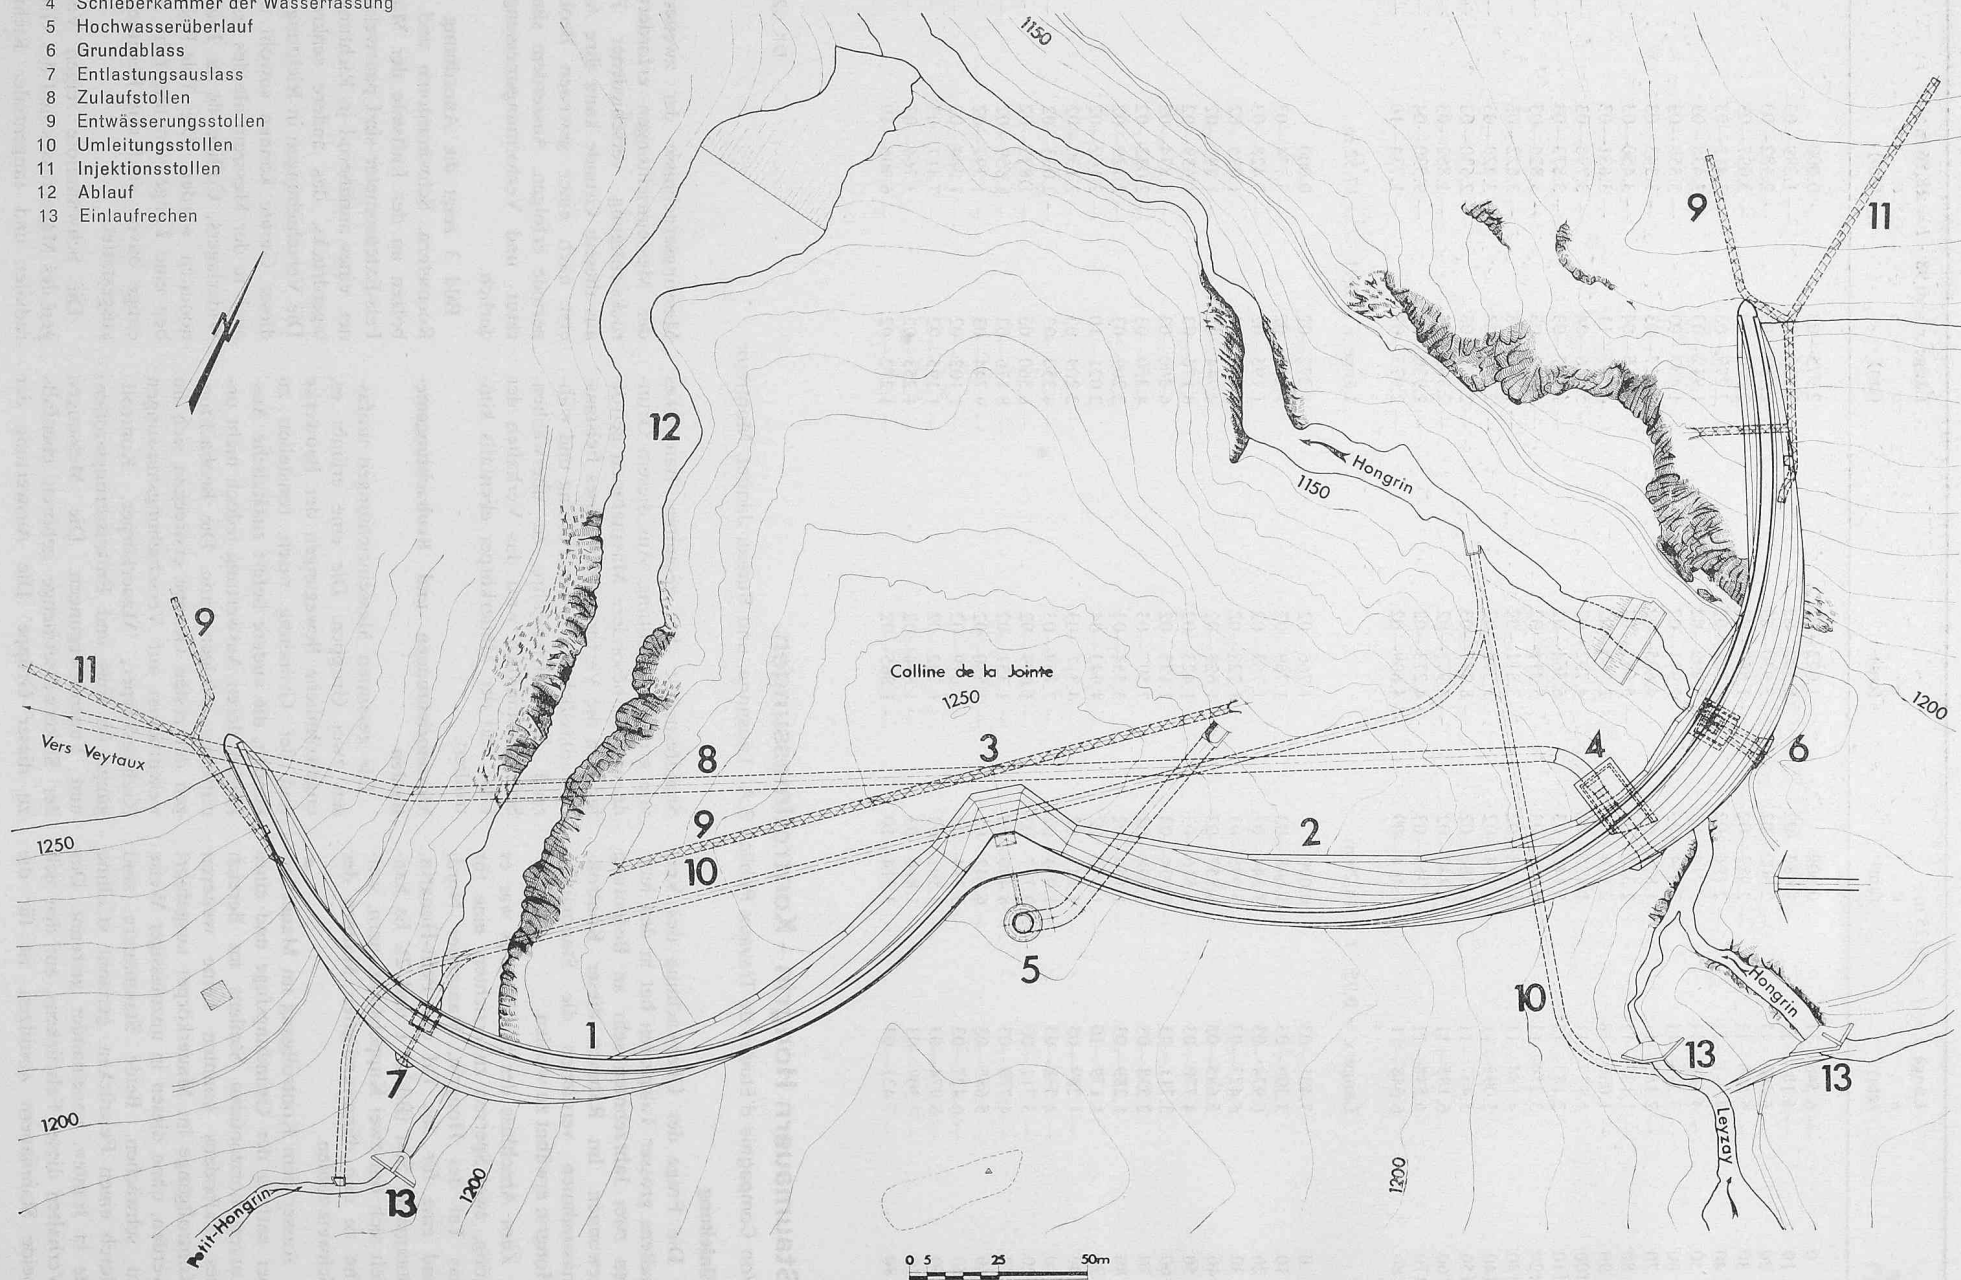 4 Schieberkammer der Wasserfassung
5 Hochwasserüberlauf
6 Grundablass
7 Entlastungsauslass
8 Zulaufstollen
9 Entwässerungsstollen
10 Umleitungsstollen
11 Injektionsstollen
12 Ablauf
13 Einlaufrechen
1150
9
11
12
Hongrin
1150
9
11
Vers Veytaux
Colline de la Jointe
1250
8
3
4
6
1200
9
10
2
1250
5
10
Hongrin
1
7
13
13
1200
13
1200
1200
Leyzay
Petit-Hongrin
0 5 25 50m